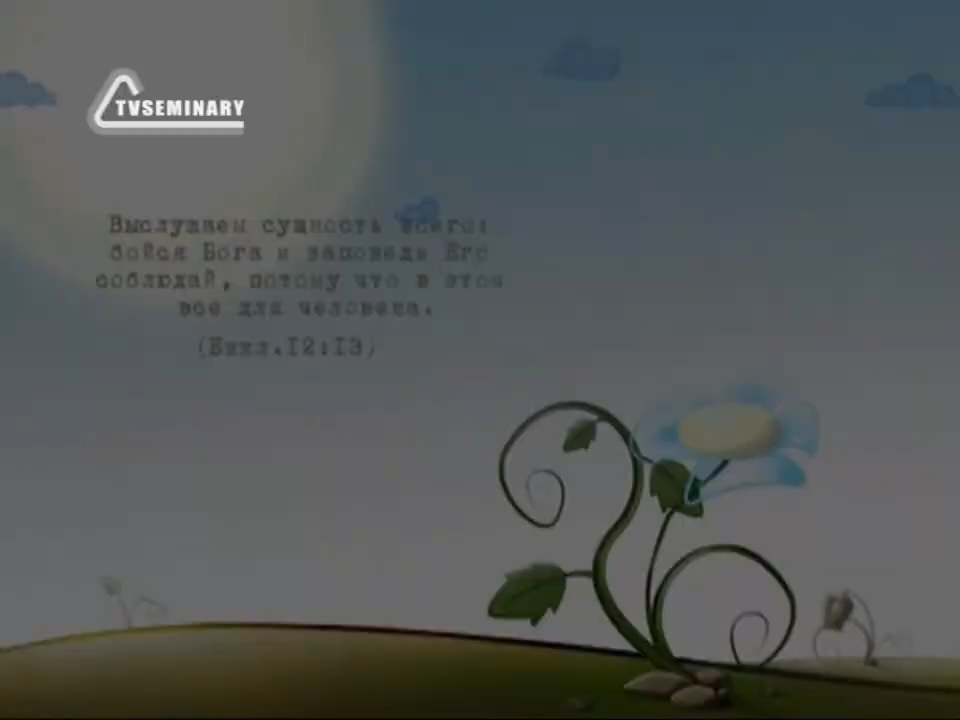 TVSEMINARY
Выслушаем сущность всего:
бойся Бога и заповеди Его
соблюдай, потому что в этом
все для человека.
(Еккл.12:13)